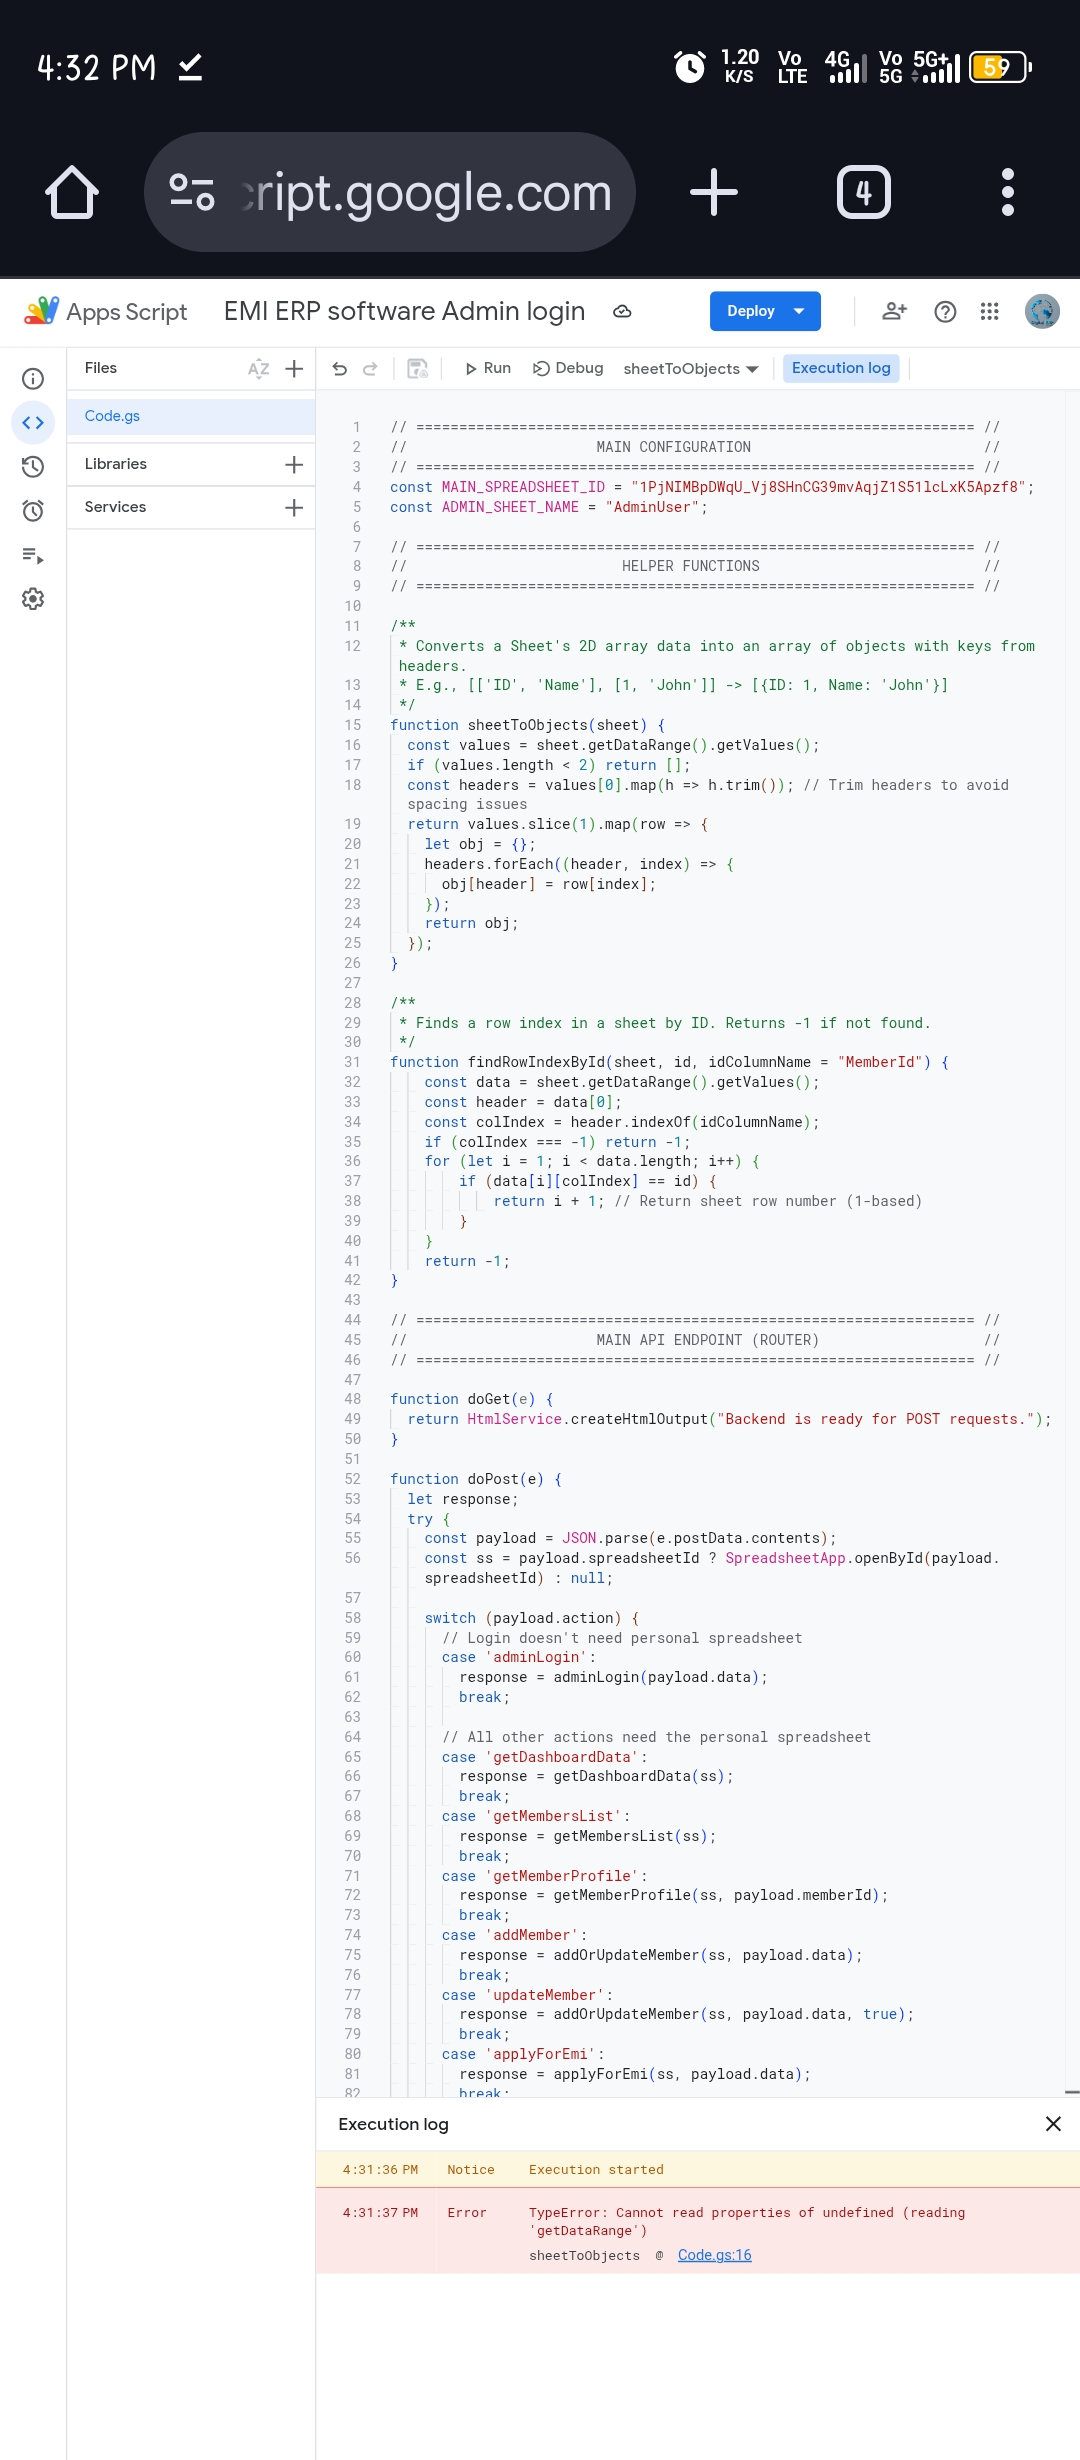 4:32 PM
1.20 K/S Vo LTE 4G Vo 5G 5G+ 59
cript.google.com
4
Apps Script EMI ERP software Admin login Deploy
Files AZ Run Debug sheetToObjects Execution log
Code.gs
Libraries
Services
1 // ================================================================= //
2 //                      MAIN CONFIGURATION                           //
3 // ================================================================= //
4 const MAIN_SPREADSHEET_ID = "1PjNIMBpDWqU_Vj8SHnCG39mvAqjZ1S51lcLxK5Apzf8";
5 const ADMIN_SHEET_NAME = "AdminUser";
6
7 // ================================================================= //
8 //                         HELPER FUNCTIONS                          //
9 // ================================================================= //
10
11 /**
12  * Converts a Sheet's 2D array data into an array of objects with keys from
headers.
13  * E.g., [['ID', 'Name'], [1, 'John']] -> [{ID: 1, Name: 'John'}]
14  */
15 function sheetToObjects(sheet) {
16   const values = sheet.getDataRange().getValues();
17   if (values.length < 2) return [];
18   const headers = values[0].map(h => h.trim()); // Trim headers to avoid
spacing issues
19   return values.slice(1).map(row => {
20     let obj = {};
21     headers.forEach((header, index) => {
22       obj[header] = row[index];
23     });
24     return obj;
25   });
26 }
27
28 /**
29  * Finds a row index in a sheet by ID. Returns -1 if not found.
30  */
31 function findRowIndexById(sheet, id, idColumnName = "MemberId") {
32     const data = sheet.getDataRange().getValues();
33     const header = data[0];
34     const colIndex = header.indexOf(idColumnName);
35     if (colIndex === -1) return -1;
36     for (let i = 1; i < data.length; i++) {
37         if (data[i][colIndex] == id) {
38             return i + 1; // Return sheet row number (1-based)
39         }
40     }
41     return -1;
42 }
43
44 // ================================================================= //
45 //                      MAIN API ENDPOINT (ROUTER)                   //
46 // ================================================================= //
47
48 function doGet(e) {
49   return HtmlService.createHtmlOutput("Backend is ready for POST requests.");
50 }
51
52 function doPost(e) {
53   let response;
54   try {
55     const payload = JSON.parse(e.postData.contents);
56     const ss = payload.spreadsheetId ? SpreadsheetApp.openById(payload.
spreadsheetId) : null;
57
58     switch (payload.action) {
59       // Login doesn't need personal spreadsheet
60       case 'adminLogin':
61         response = adminLogin(payload.data);
62         break;
63
64       // All other actions need the personal spreadsheet
65       case 'getDashboardData':
66         response = getDashboardData(ss);
67         break;
68       case 'getMembersList':
69         response = getMembersList(ss);
70         break;
71       case 'getMemberProfile':
72         response = getMemberProfile(ss, payload.memberId);
73         break;
74       case 'addMember':
75         response = addOrUpdateMember(ss, payload.data);
76         break;
77       case 'updateMember':
78         response = addOrUpdateMember(ss, payload.data, true);
79         break;
80       case 'applyForEmi':
81         response = applyForEmi(ss, payload.data);
82         break;
Execution log
4:31:36 PM Notice Execution started
4:31:37 PM Error TypeError: Cannot read properties of undefined (reading
'getDataRange')
sheetToObjects @ Code.gs:16